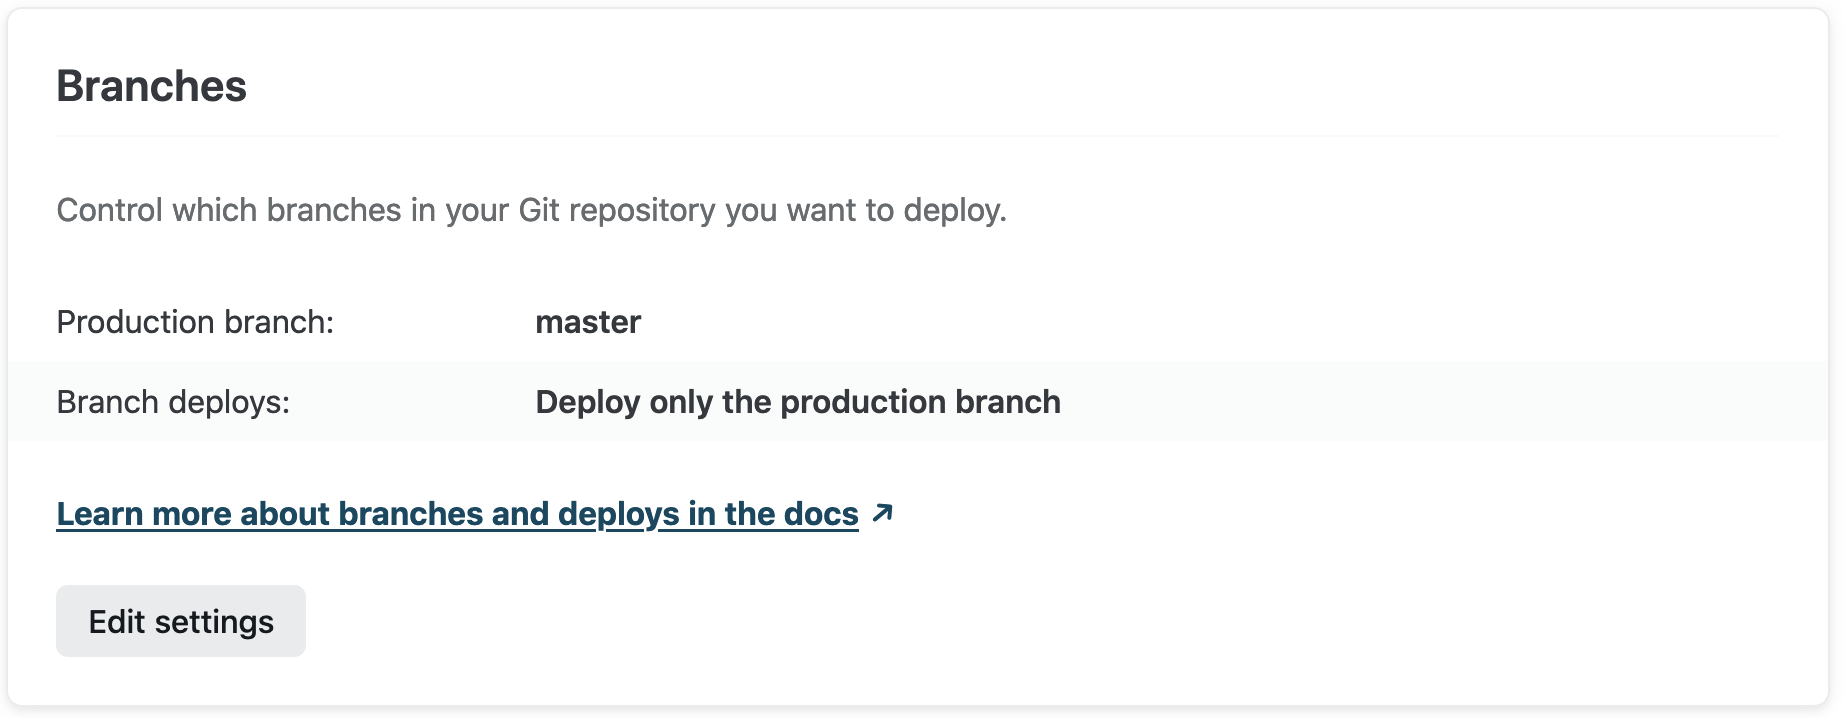 Branches
Control which branches in your Git repository you want to deploy.
Production branch: master
Branch deploys: Deploy only the production branch
Learn more about branches and deploys in the docs ↗
Edit settings